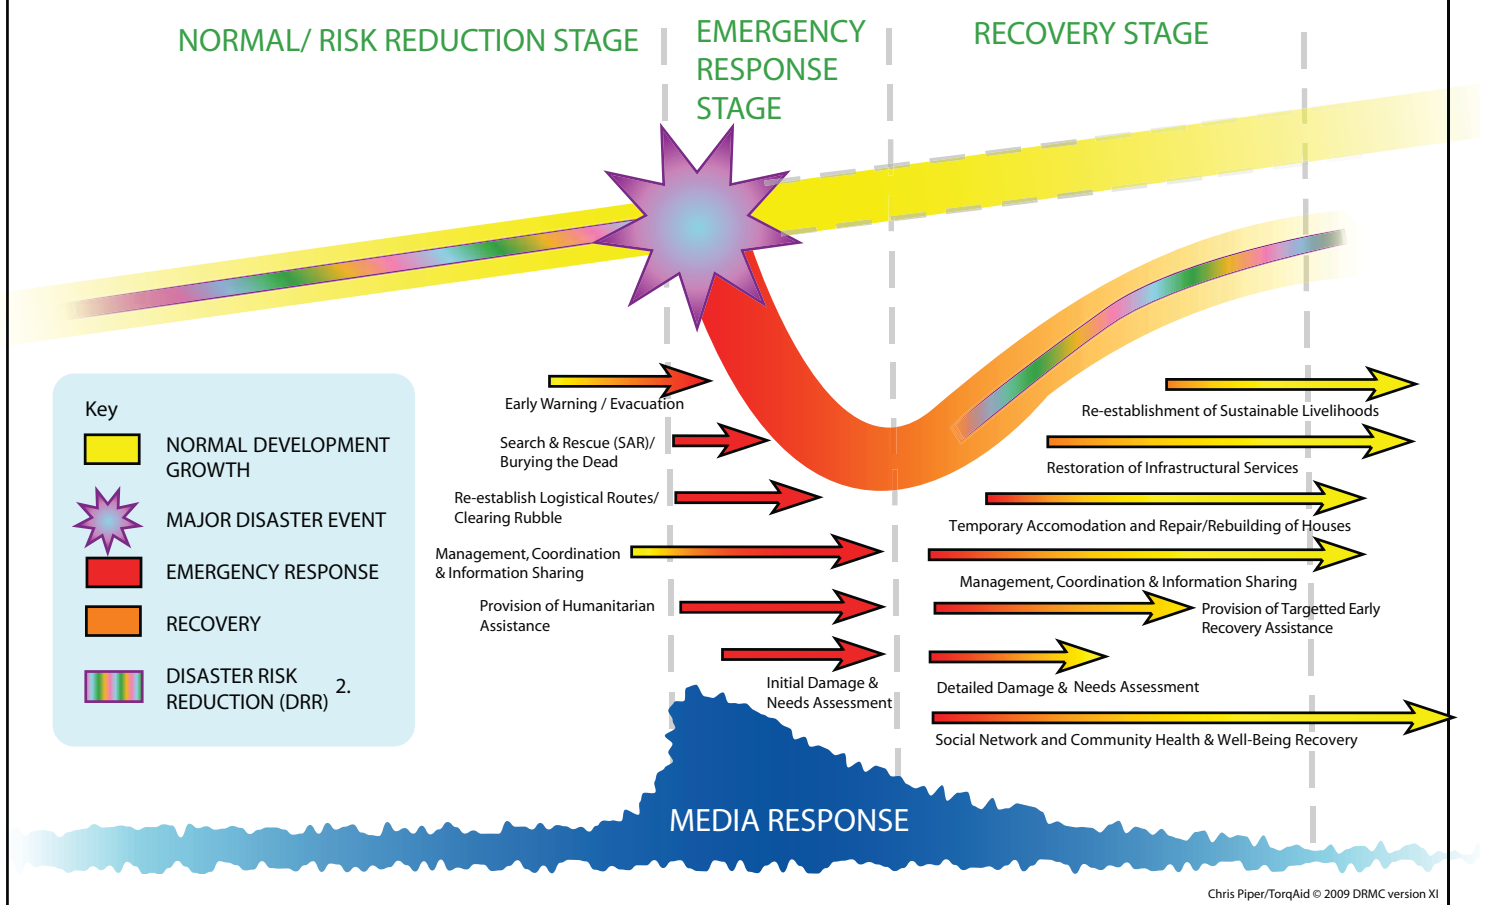 NORMAL/ RISK REDUCTION STAGE
EMERGENCY
RESPONSE
STAGE
RECOVERY STAGE
Key
NORMAL DEVELOPMENT
GROWTH
MAJOR DISASTER EVENT
EMERGENCY RESPONSE
RECOVERY
DISASTER RISK
REDUCTION (DRR) 2.
Early Warning / Evacuation
Search & Rescue (SAR)/
Burying the Dead
Re-establish Logistical Routes/
Clearing Rubble
Management, Coordination
& Information Sharing
Provision of Humanitarian
Assistance
Initial Damage &
Needs Assessment
Re-establishment of Sustainable Livelihoods
Restoration of Infrastructural Services
Temporary Accomodation and Repair/Rebuilding of Houses
Management, Coordination & Information Sharing
Provision of Targetted Early
Recovery Assistance
Detailed Damage & Needs Assessment
Social Network and Community Health & Well-Being Recovery
MEDIA RESPONSE
Chris Piper/TorqAid © 2009 DRMC version XI